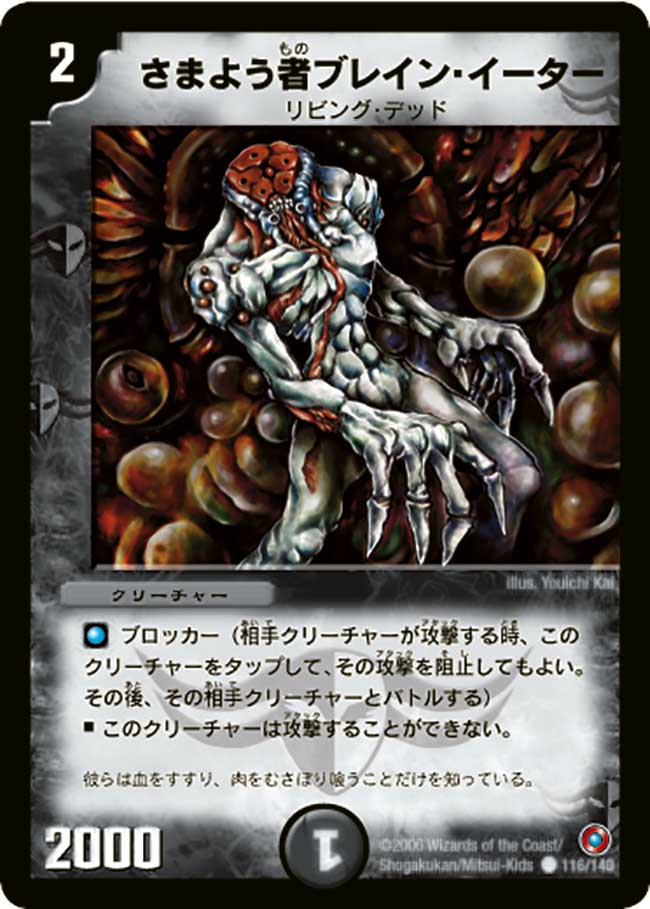 2
さまよう者ブレイン・イーター
リビング・デッド
illus. Youichi Kai
クリーチャー
ブロッカー（相手クリーチャーが攻撃する時、この
クリーチャーをタップして、その攻撃を阻止してもよい。
その後、その相手クリーチャーとバトルする）
■ このクリーチャーは攻撃することができない。
彼らは血をすすり、肉をむさぼり喰うことだけを知っている。
2000
1
©2006 Wizards of the Coast/
Shogakukan/Mitsui-Kids 116/140